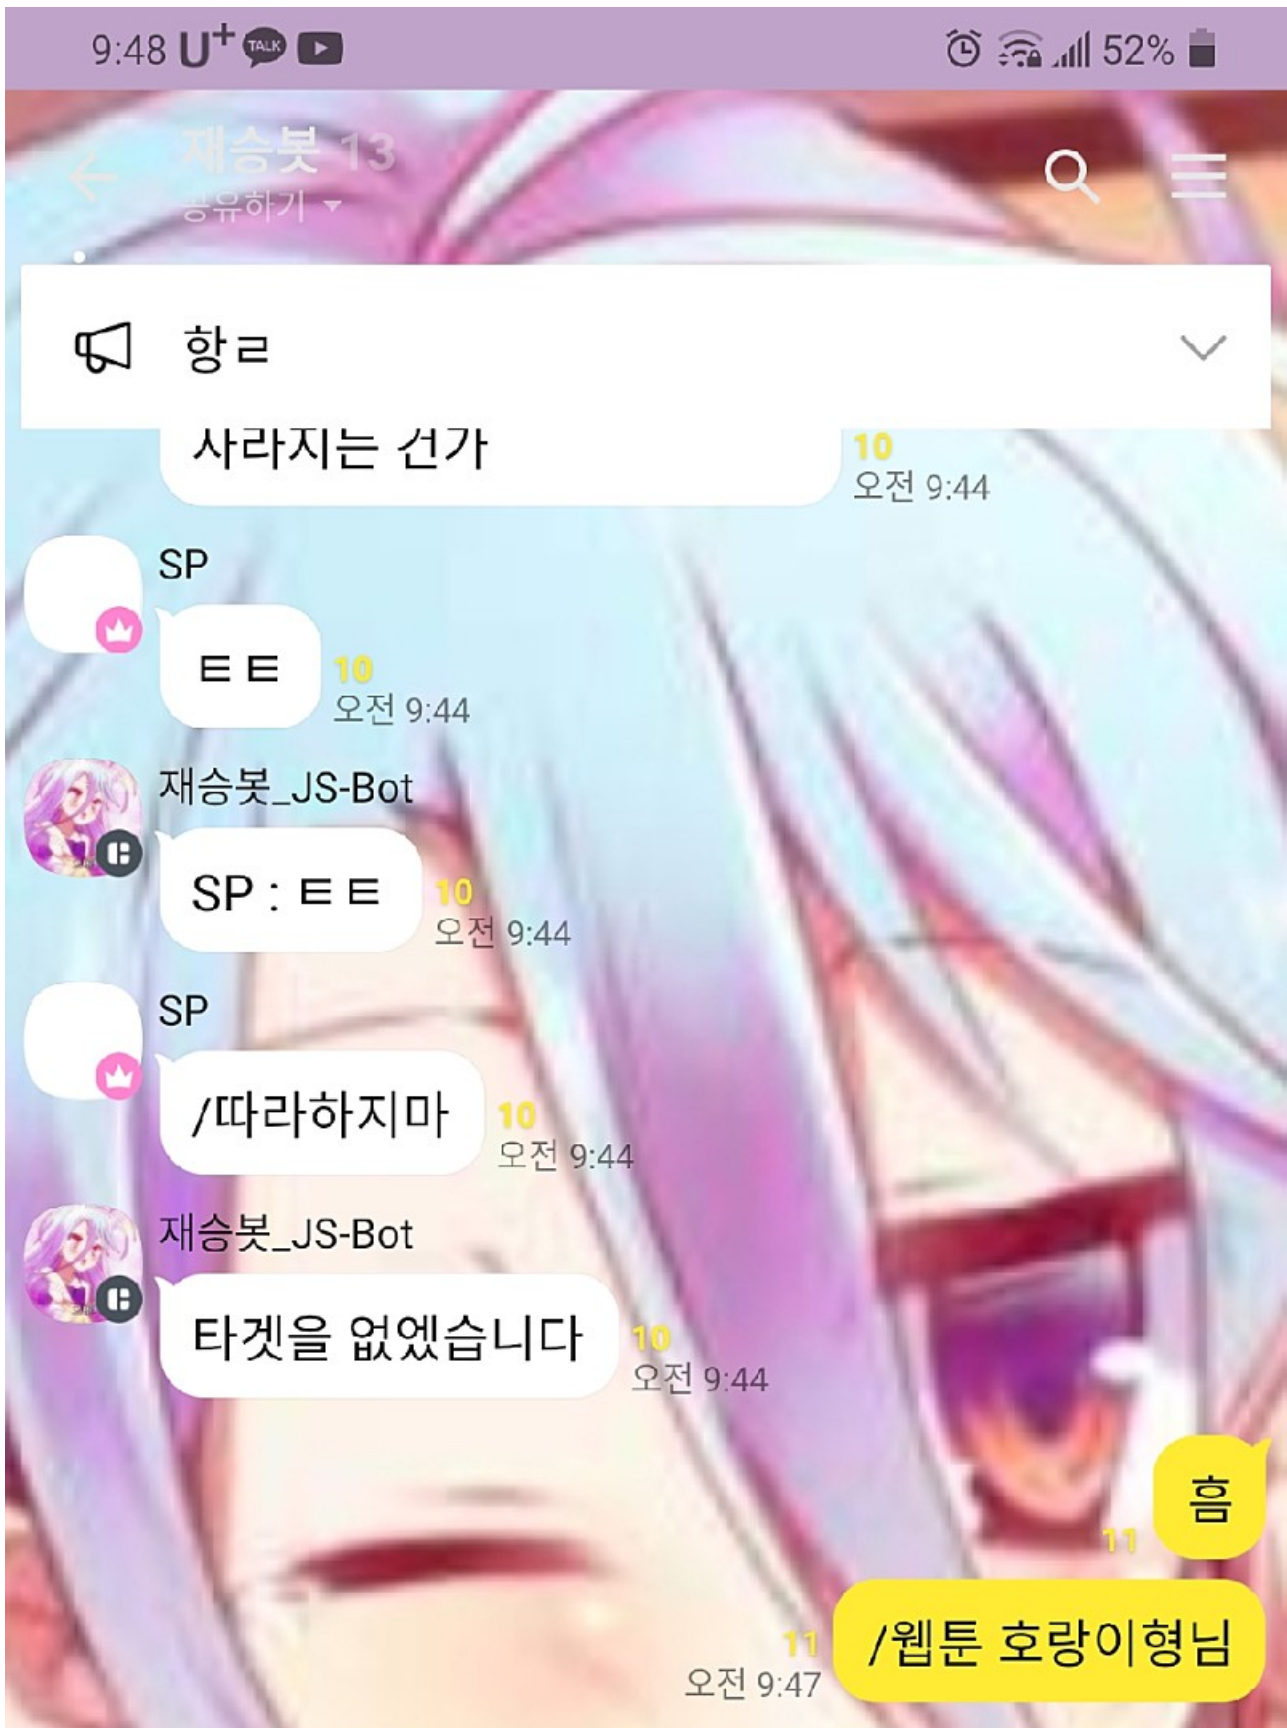 9:48 U+ TALK 52%
재승봇 13
공유하기
항ㄹ
사라지는 건가
10
오전 9:44
SP
ㅌㅌ
10
오전 9:44
재승봇_JS-Bot
SP : ㅌㅌ
10
오전 9:44
SP
/따라하지마
10
오전 9:44
재승봇_JS-Bot
타겟을 없엤습니다
10
오전 9:44
흠
11
/웹툰 호랑이형님
11
오전 9:47